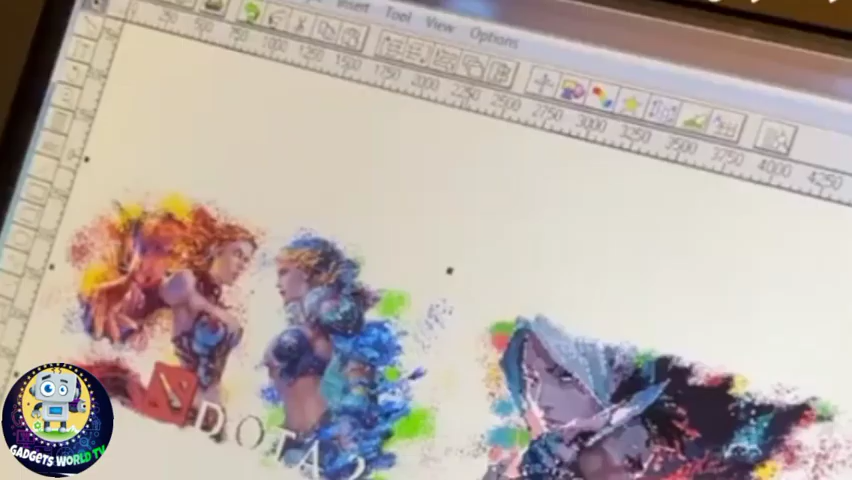 Insert Tool View Options
250 500 750 1000 1250 1500 1750 2000 2250 2500 2750 3000 3250 3500 3750 4000 4250
DOTA 2
GADGETS WORLD TV